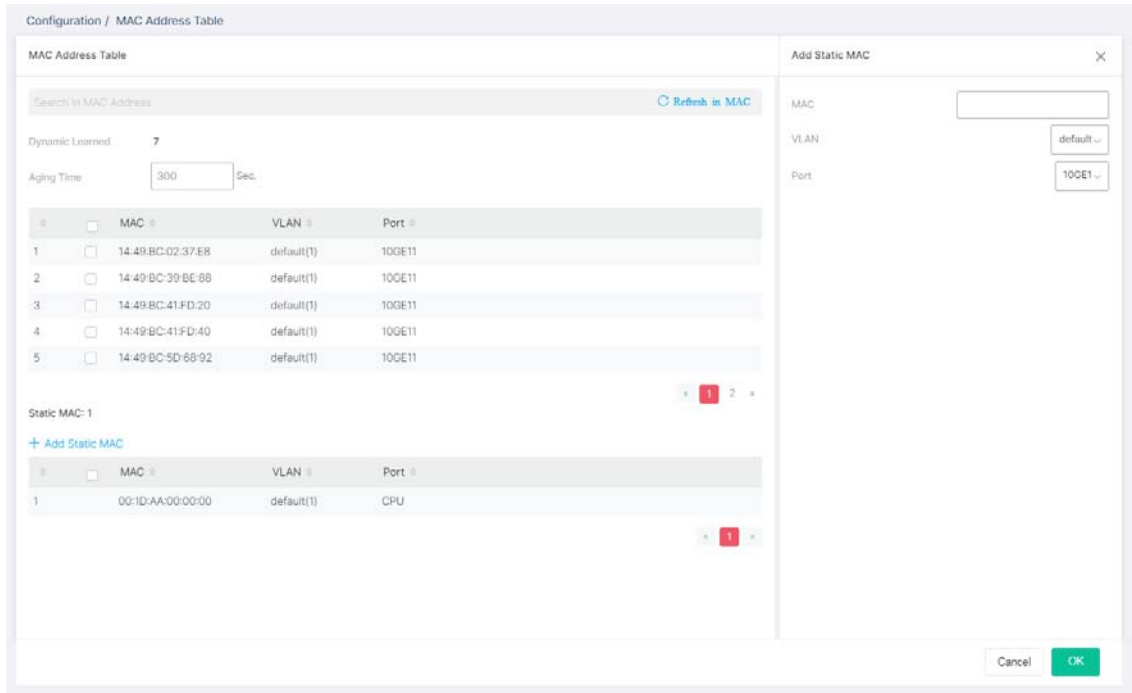 Configuration / MAC Address Table
MAC Address Table
Search in MAC Address
Refresh in MAC
Dynamic Learned 7
Aging Time 300 Sec.
MAC VLAN Port
1 14:49:BC:02:37:E8 default(1) 10GE11
2 14:49:BC:39:BE:88 default(1) 10GE11
3 14:49:BC:41:FD:20 default(1) 10GE11
4 14:49:BC:41:FD:40 default(1) 10GE11
5 14:49:BC:5D:68:92 default(1) 10GE11
« 1 2 »
Static MAC: 1
+ Add Static MAC
MAC VLAN Port
1 00:1D:AA:00:00:00 default(1) CPU
« 1 »
Add Static MAC
MAC
VLAN default
Port 10GE1
Cancel OK